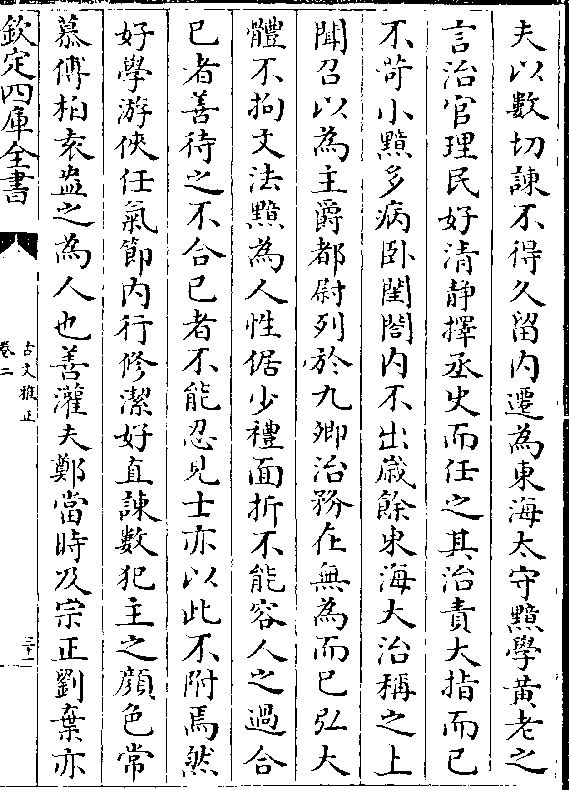 夫以數切諫不得久留内遷為東海太守黯學黄老之
言治官理民好清静擇丞史而任之其治責大指而已
不苛小黯多病卧閨閤内不出歲餘東海大治稱之上
聞召以為主爵都尉列於九卿治務在無為而已弘大
體不拘文法黯為人性倨少禮面折不能容人之過合
已者善待之不合已者不能忍見士亦以此不附焉然
好學游俠任氣節内行修潔好直諫數犯主之顔色常
慕傅柏袁盎之為人也善灌夫鄭當時及宗正劉棄亦
欽定四庫全書
古文雅正
卷二
三十二